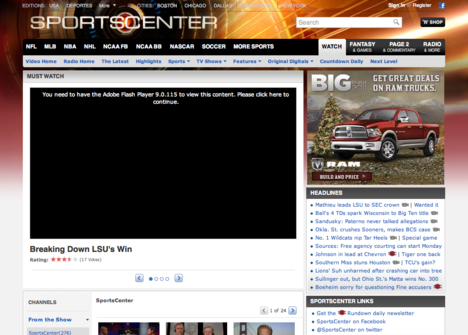 EDITIONS: USA DEPORTES More CITIES: BOSTON CHICAGO DALLAS
Sign In Register
SPORTSCENTER
Search
SHOP
NFL MLB NBA NHL NCAA FB NCAA BB NASCAR SOCCER MORE SPORTS WATCH FANTASY & GAMES PAGE 2 & COMMENTARY RADIO & MORE
Video Home Radio Home The Latest Highlights Sports TV Shows Features Original Digitals Countdown Daily Next Level
MUST WATCH
You need to have the Adobe Flash Player 9.0.115 to view this content. Please click here to
continue.
Breaking Down LSU's Win
Rating: (17 Votes)
CHANNELS
From the Show
SportsCenter(276)
SportsCenter
1 of 24
BIG
GET GREAT DEALS
ON RAM TRUCKS.
RAM
BUILD AND PRICE
HEADLINES
Mathieu leads LSU to SEC crown | Wanted it
Ball's 4 TDs spark Wisconsin to Big Ten title
Sandusky: Paterno never talked allegations
Okla. St. crushes Sooners, makes BCS case
No. 1 Wildcats nip Tar Heels | Special game
Sources: Free agency courting can start Monday
Johnson in lead at Chevron | Tiger one back
Southern Miss stuns Houston | TCU's gain?
Lions' Suh unharmed after crashing car into tree
Sullinger out, but Ohio St.'s Matta wins No. 300
Boeheim sorry for questioning Fine accusers
SPORTSCENTER LINKS
Get the Rundown daily newsletter
SportsCenter on Facebook
@SportsCenter on twitter